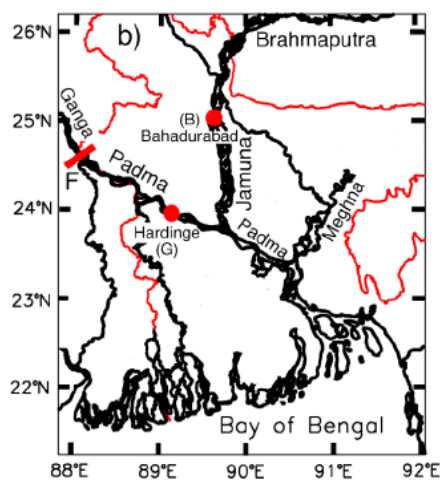 26°N
b)
Brahmaputra
Ganga
25°N
(B)
Bahadurabad
F
Padma
Jamuna
24°N
Hardinge
(G)
Padma
Meghna
23°N
22°N
Bay of Bengal
88°E 89°E 90°E 91°E 92°E